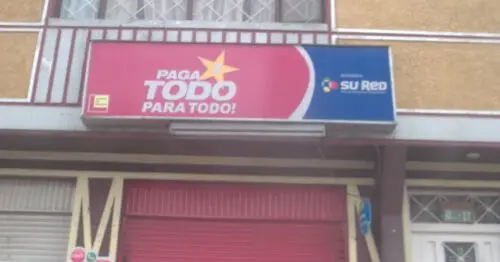 PAGA
TODO
PARA TODO!
SU RED